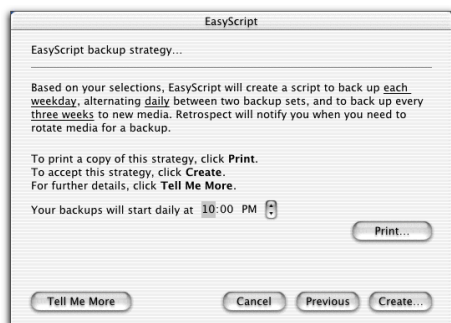 EasyScript
EasyScript backup strategy...
Based on your selections, EasyScript will create a script to back up each
weekday, alternating daily between two backup sets, and to back up every
three weeks to new media. Retrospect will notify you when you need to
rotate media for a backup.
To print a copy of this strategy, click Print.
To accept this strategy, click Create.
For further details, click Tell Me More.
Your backups will start daily at 10:00 PM
Print...
Tell Me More Cancel Previous Create...